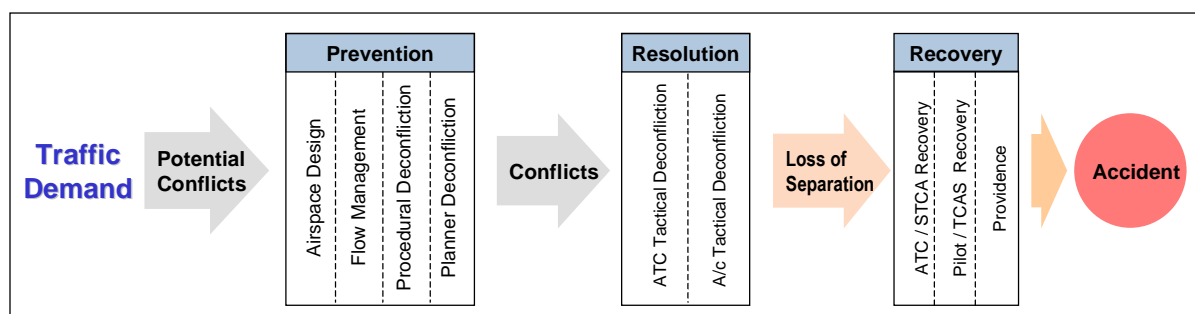 Traffic
Demand
Potential
Conflicts
Prevention
Airspace Design
Flow Management
Procedural Deconfliction
Planner Deconfliction
Conflicts
Resolution
ATC Tactical Deconfliction
A/c Tactical Deconfliction
Loss of
Separation
Recovery
ATC / STCA Recovery
Pilot / TCAS Recovery
Providence
Accident